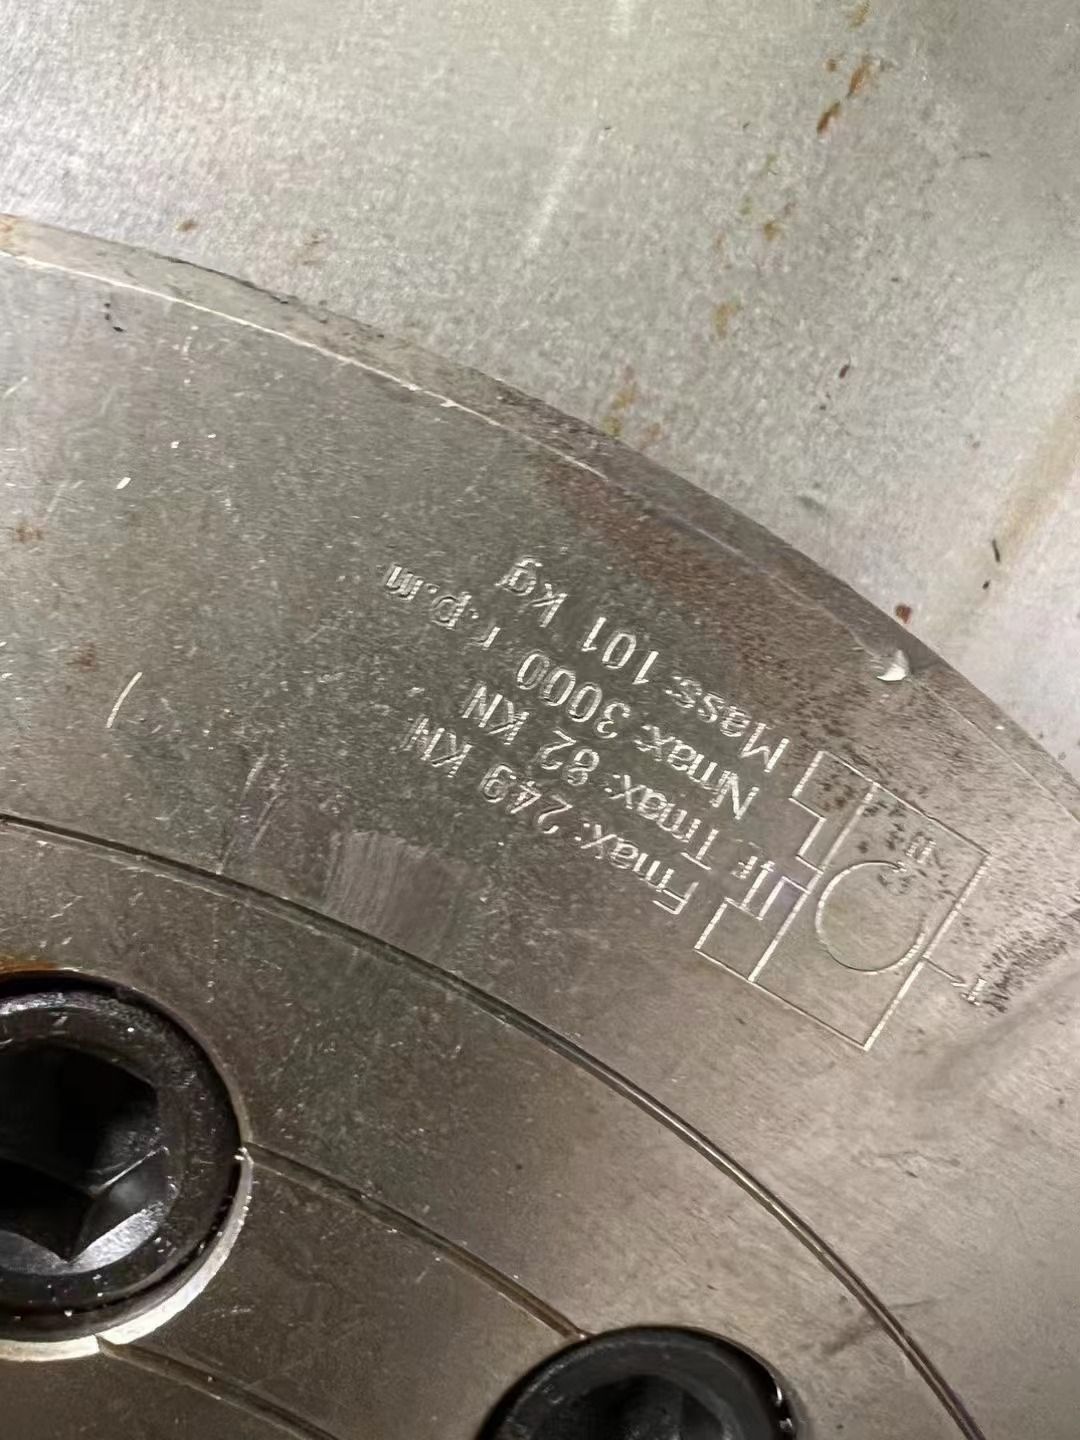 Fmax: 249 KN
Tmax: 82 KN
Nmax: 3000 r.p.m
Mass: 101 kg
F